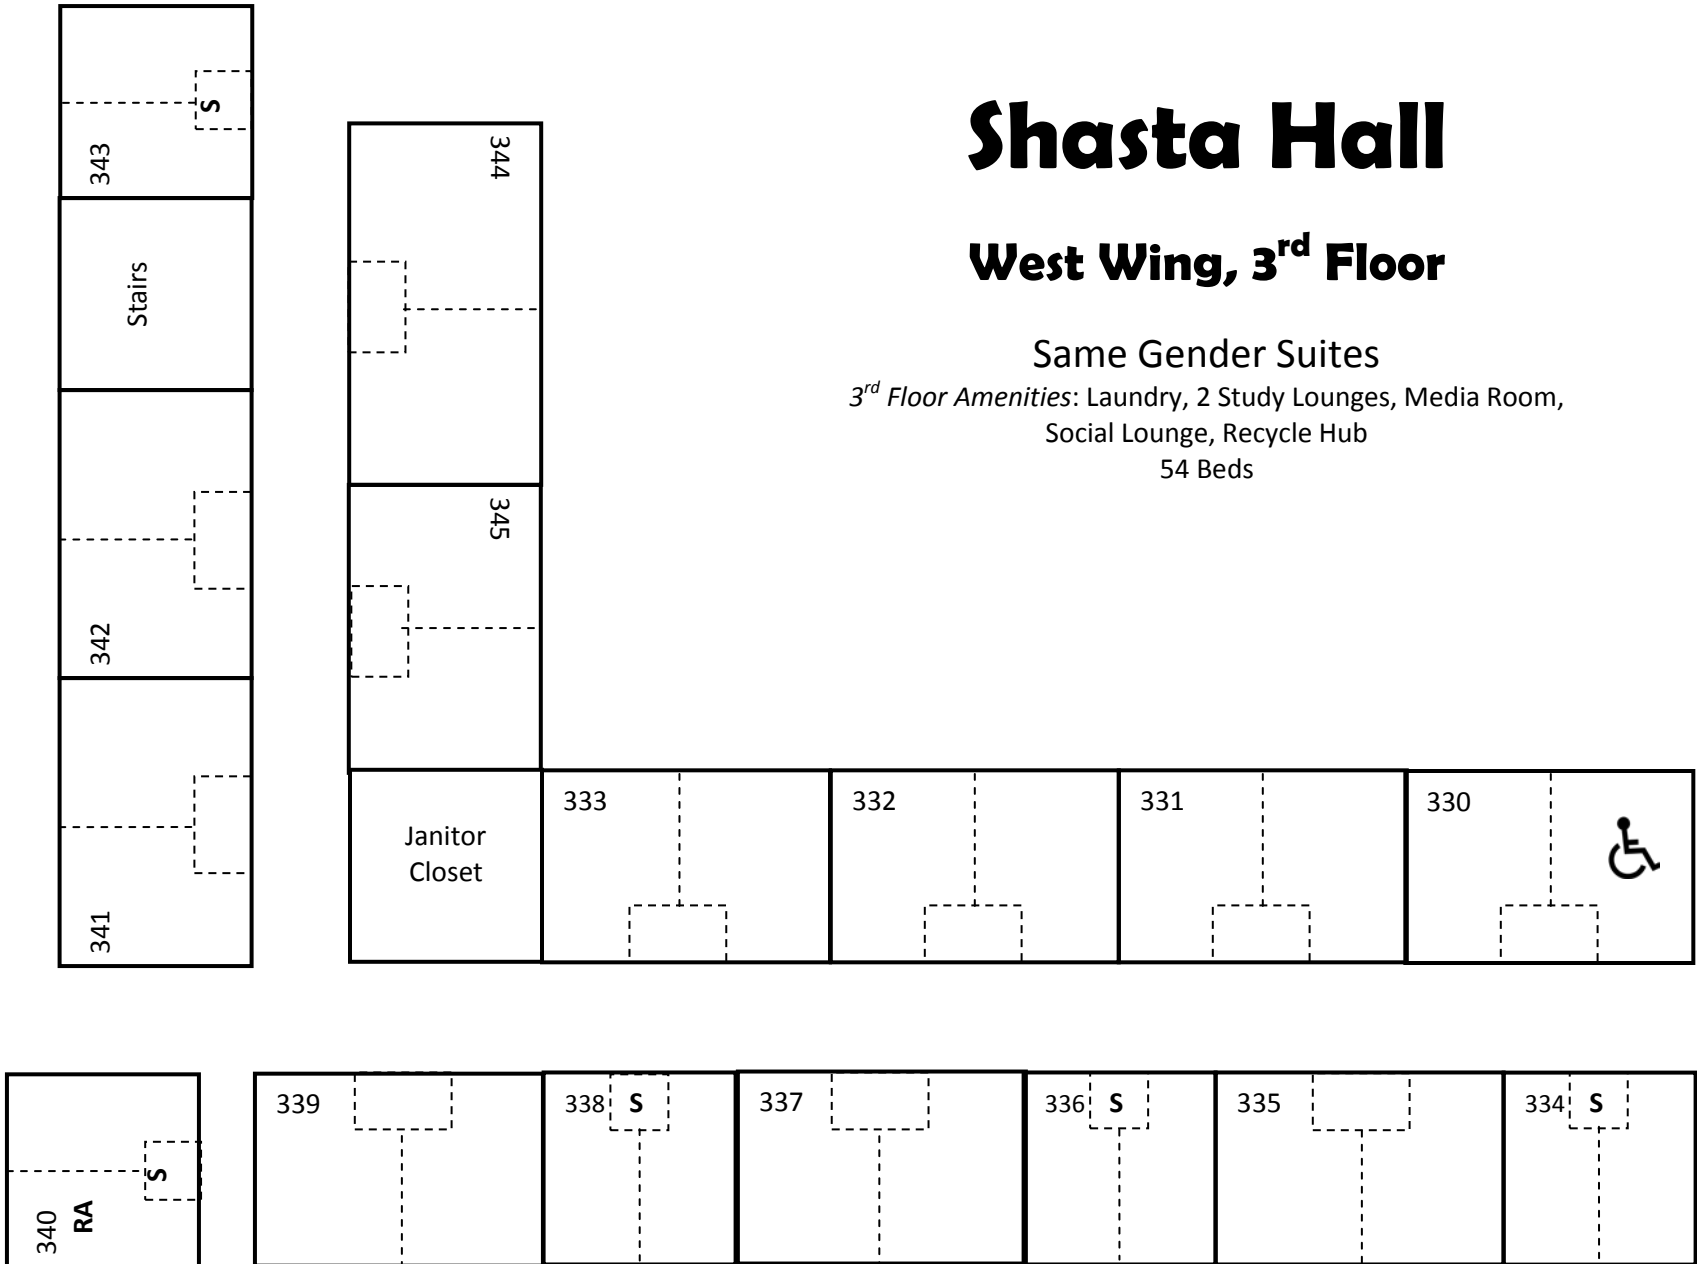 Shasta Hall
West Wing, 3rd Floor
Same Gender Suites
3rd Floor Amenities: Laundry, 2 Study Lounges, Media Room,
Social Lounge, Recycle Hub
54 Beds
S
343
Stairs
342
341
344
345
Janitor
Closet
333
332
331
330
339
338 S
337
336 S
335
334 S
S
340
RA